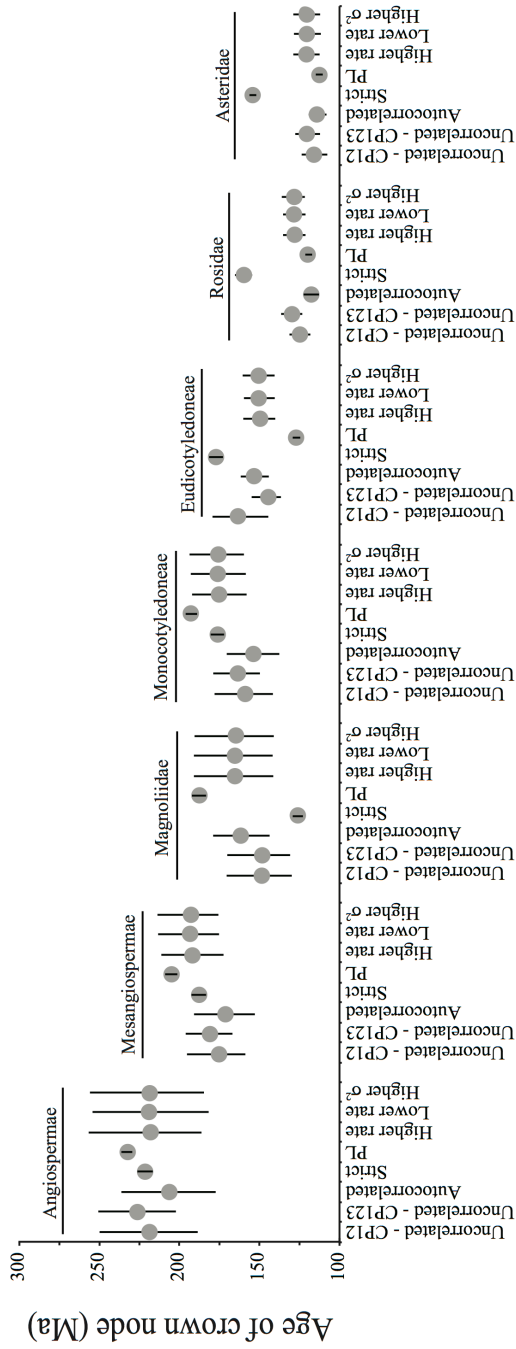 Age of crown node (Ma)
300
250
200
150
100
Angiospermae
Uncorrelated - CP12
Uncorrelated - CP123
Autocorrelated
Strict
PL
Higher rate
Lower rate
Higher σ²
Mesangiospermae
Uncorrelated - CP12
Uncorrelated - CP123
Autocorrelated
Strict
PL
Higher rate
Lower rate
Higher σ²
Magnoliidae
Uncorrelated - CP12
Uncorrelated - CP123
Autocorrelated
Strict
PL
Higher rate
Lower rate
Higher σ²
Monocotyledoneae
Uncorrelated - CP12
Uncorrelated - CP123
Autocorrelated
Strict
PL
Higher rate
Lower rate
Higher σ²
Eudicotyledoneae
Uncorrelated - CP12
Uncorrelated - CP123
Autocorrelated
Strict
PL
Higher rate
Lower rate
Higher σ²
Rosidae
Uncorrelated - CP12
Uncorrelated - CP123
Autocorrelated
Strict
PL
Higher rate
Lower rate
Higher σ²
Asteridae
Uncorrelated - CP12
Uncorrelated - CP123
Autocorrelated
Strict
PL
Higher rate
Lower rate
Higher σ²